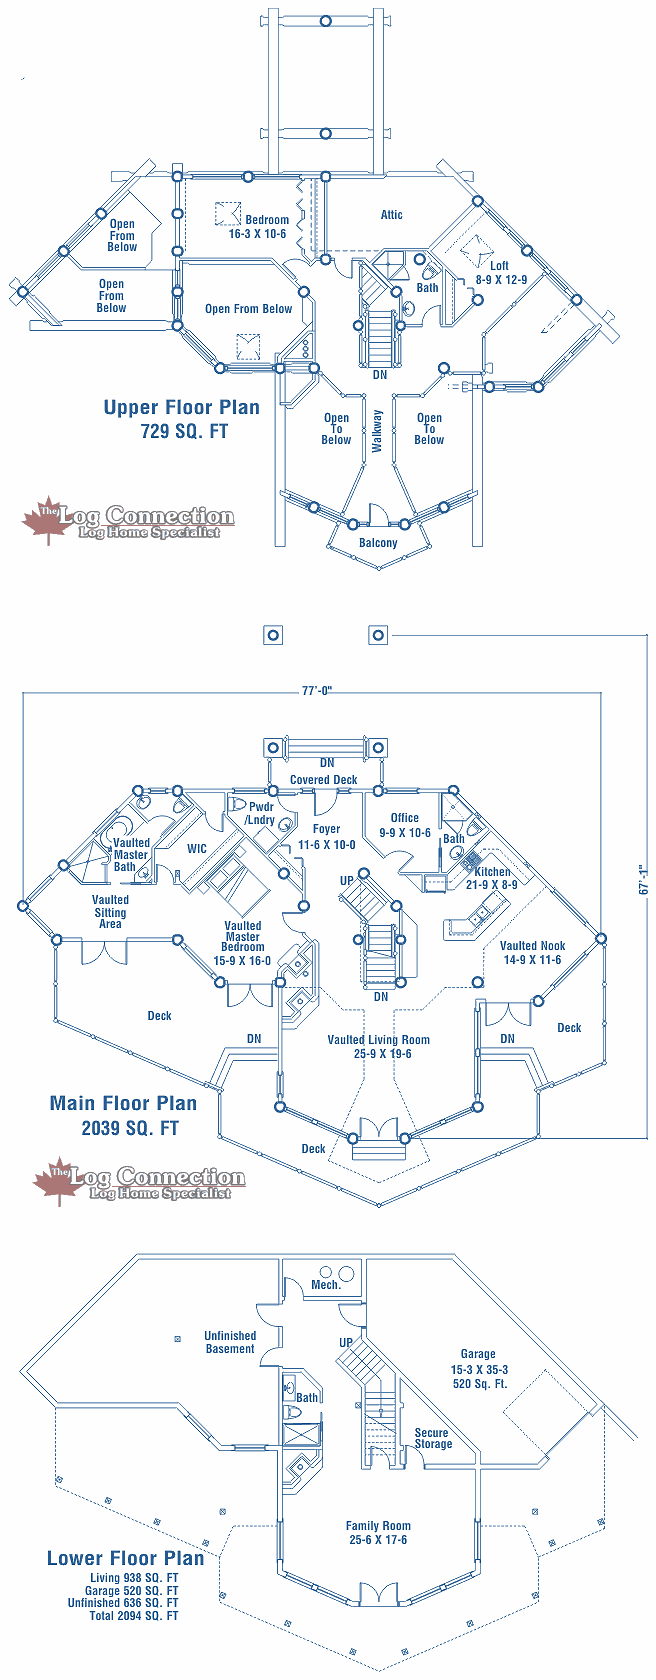 Bedroom
16-3 X 10-6
Attic
Open
From
Below
Loft
8-9 X 12-9
Open
From
Below
Bath
Open From Below
DN
Upper Floor Plan
729 SQ. FT
Open
To
Below
Walkway
Open
To
Below
The Log Connection
Log Home Specialist
Balcony
77'-0"
67'-1"
DN
Covered Deck
Pwdr
/Lndry
Foyer
11-6 X 10-0
Office
9-9 X 10-6
Bath
Vaulted
Master
Bath
WIC
Kitchen
21-9 X 8-9
UP
Vaulted
Sitting
Area
Vaulted
Master
Bedroom
15-9 X 16-0
Vaulted Nook
14-9 X 11-6
DN
Deck
DN
Vaulted Living Room
25-9 X 19-6
DN
Deck
Main Floor Plan
2039 SQ. FT
Deck
The Log Connection
Log Home Specialist
Mech.
Unfinished
Basement
UP
Garage
15-3 X 35-3
520 Sq. Ft.
Bath
Secure
Storage
Family Room
25-6 X 17-6
Lower Floor Plan
Living 938 SQ. FT
Garage 520 SQ. FT
Unfinished 636 SQ. FT
Total 2094 SQ. FT